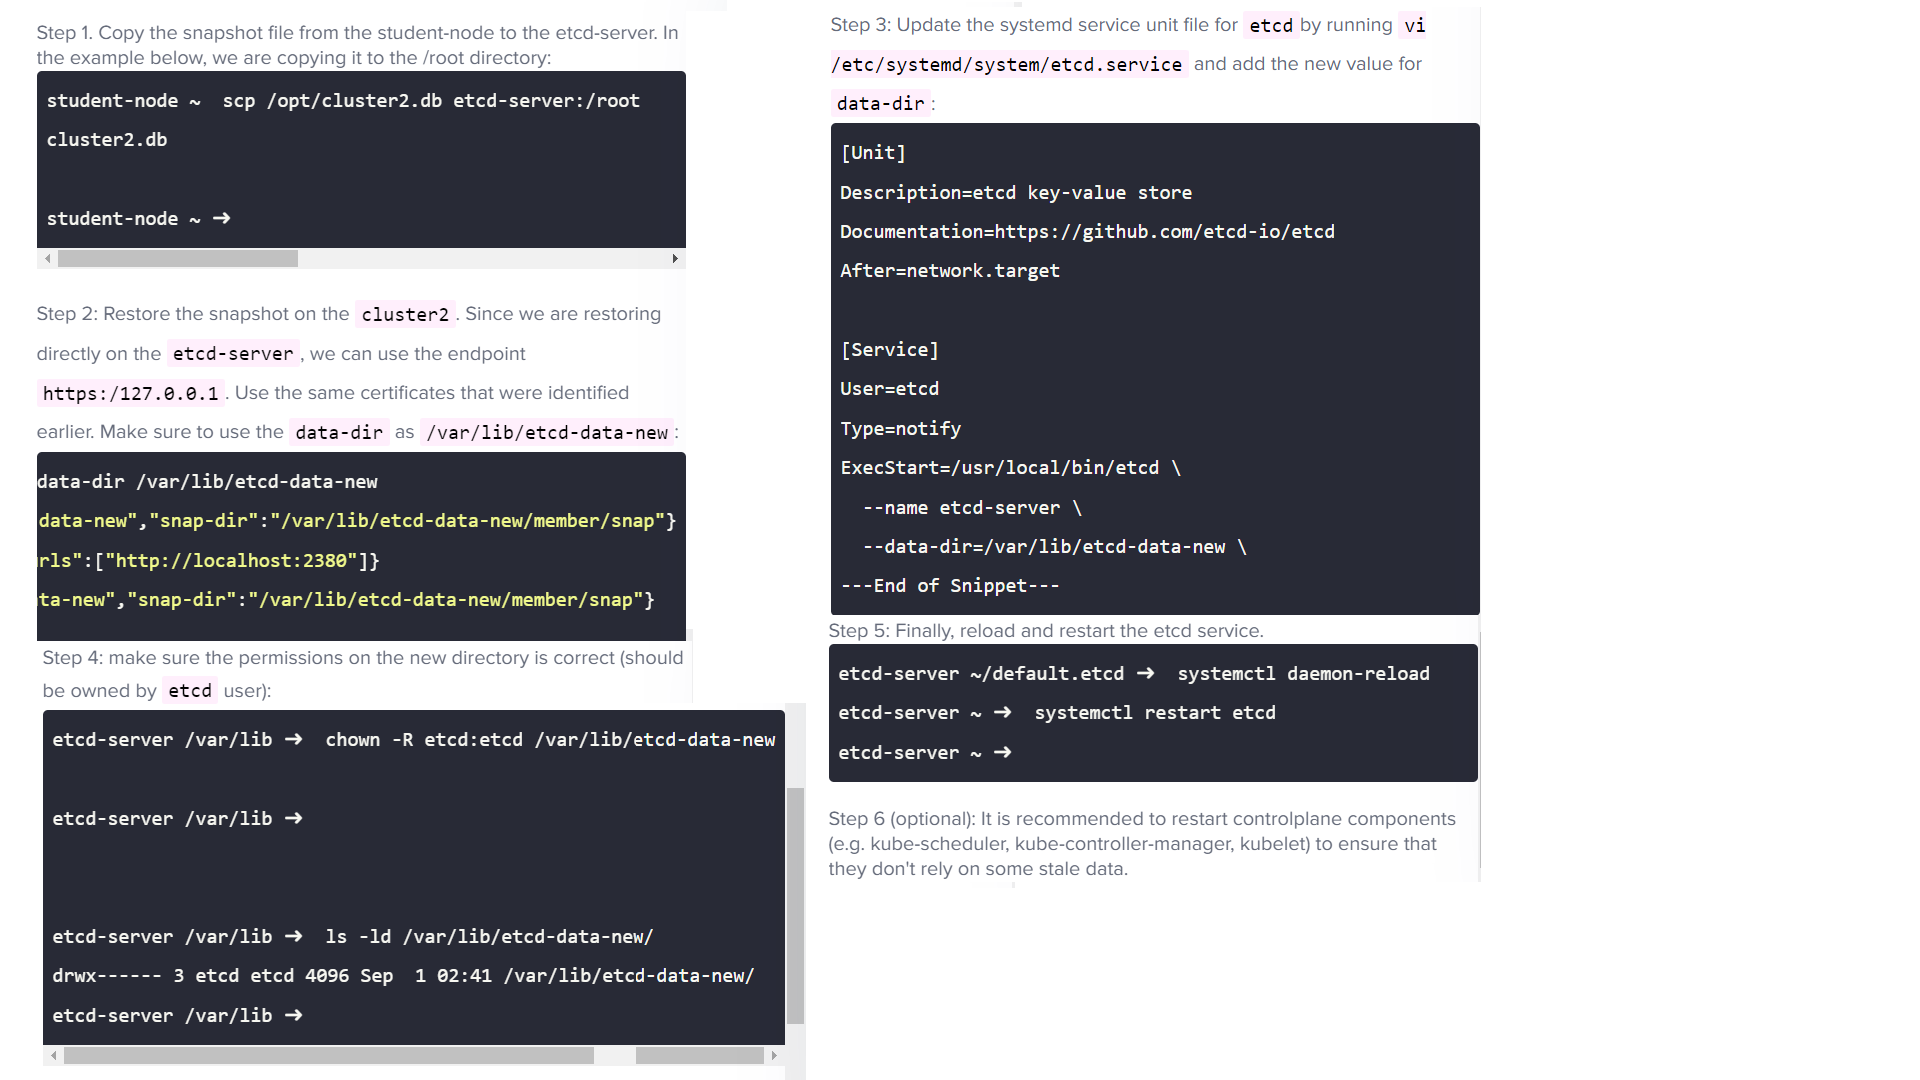 Step 1. Copy the snapshot file from the student-node to the etcd-server. In
the example below, we are copying it to the /root directory:
student-node ~  scp /opt/cluster2.db etcd-server:/root
cluster2.db
student-node ~ ➜
Step 2: Restore the snapshot on the cluster2. Since we are restoring
directly on the etcd-server, we can use the endpoint
https:/127.0.0.1. Use the same certificates that were identified
earlier. Make sure to use the data-dir as /var/lib/etcd-data-new:
data-dir /var/lib/etcd-data-new
data-new","snap-dir":"/var/lib/etcd-data-new/member/snap"}
rls":["http://localhost:2380"]}
ta-new","snap-dir":"/var/lib/etcd-data-new/member/snap"}
Step 4: make sure the permissions on the new directory is correct (should
be owned by etcd user):
etcd-server /var/lib ➜  chown -R etcd:etcd /var/lib/etcd-data-new
etcd-server /var/lib ➜
etcd-server /var/lib ➜  ls -ld /var/lib/etcd-data-new/
drwx------ 3 etcd etcd 4096 Sep  1 02:41 /var/lib/etcd-data-new/
etcd-server /var/lib ➜
Step 3: Update the systemd service unit file for etcd by running vi
/etc/systemd/system/etcd.service and add the new value for
data-dir:
[Unit]
Description=etcd key-value store
Documentation=https://github.com/etcd-io/etcd
After=network.target
[Service]
User=etcd
Type=notify
ExecStart=/usr/local/bin/etcd \
  --name etcd-server \
  --data-dir=/var/lib/etcd-data-new \
---End of Snippet---
Step 5: Finally, reload and restart the etcd service.
etcd-server ~/default.etcd ➜  systemctl daemon-reload
etcd-server ~ ➜  systemctl restart etcd
etcd-server ~ ➜
Step 6 (optional): It is recommended to restart controlplane components
(e.g. kube-scheduler, kube-controller-manager, kubelet) to ensure that
they don't rely on some stale data.